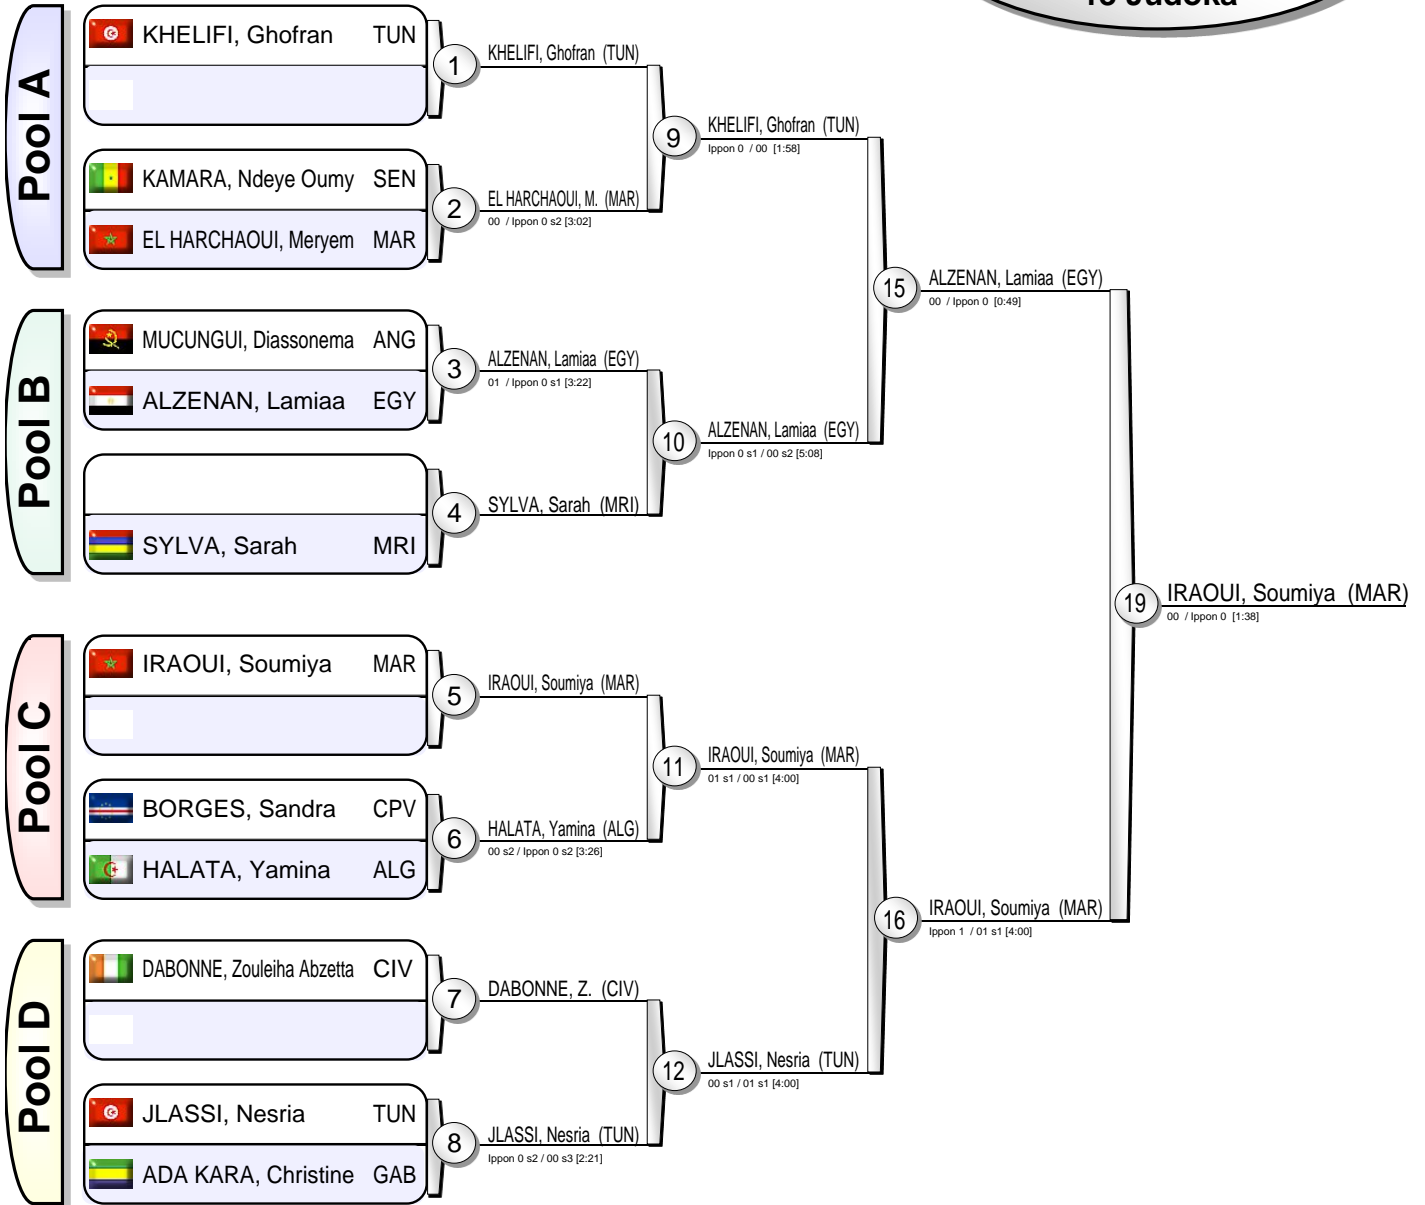 Pool A
KHELIFI, Ghofran TUN
1
KHELIFI, Ghofran (TUN)
KAMARA, Ndeye Oumy SEN
EL HARCHAOUI, Meryem MAR
2
EL HARCHAOUI, M. (MAR)
00 / Ippon 0 s2 [3:02]
9
KHELIFI, Ghofran (TUN)
Ippon 0 / 00 [1:58]
Pool B
MUCUNGUI, Diassonema ANG
ALZENAN, Lamiaa EGY
3
ALZENAN, Lamiaa (EGY)
01 / Ippon 0 s1 [3:22]
SYLVA, Sarah MRI
4
SYLVA, Sarah (MRI)
10
ALZENAN, Lamiaa (EGY)
Ippon 0 s1 / 00 s2 [5:08]
15
ALZENAN, Lamiaa (EGY)
00 / Ippon 0 [0:49]
Pool C
IRAOUI, Soumiya MAR
5
IRAOUI, Soumiya (MAR)
BORGES, Sandra CPV
HALATA, Yamina ALG
6
HALATA, Yamina (ALG)
00 s2 / Ippon 0 s2 [3:26]
11
IRAOUI, Soumiya (MAR)
01 s1 / 00 s1 [4:00]
Pool D
DABONNE, Zouleiha Abzetta CIV
7
DABONNE, Z. (CIV)
JLASSI, Nesria TUN
ADA KARA, Christine GAB
8
JLASSI, Nesria (TUN)
Ippon 0 s2 / 00 s3 [2:21]
12
JLASSI, Nesria (TUN)
00 s1 / 01 s1 [4:00]
16
IRAOUI, Soumiya (MAR)
Ippon 1 / 01 s1 [4:00]
19
IRAOUI, Soumiya (MAR)
00 / Ippon 0 [1:38]